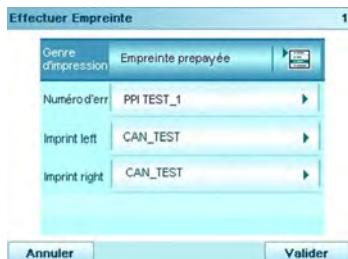 Effectuer Empreinte 1
Genre
d'impression
Empreinte prepayée
Numéro d'err PPI TEST_1
Imprint left CAN_TEST
Imprint right CAN_TEST
Annuler Valider